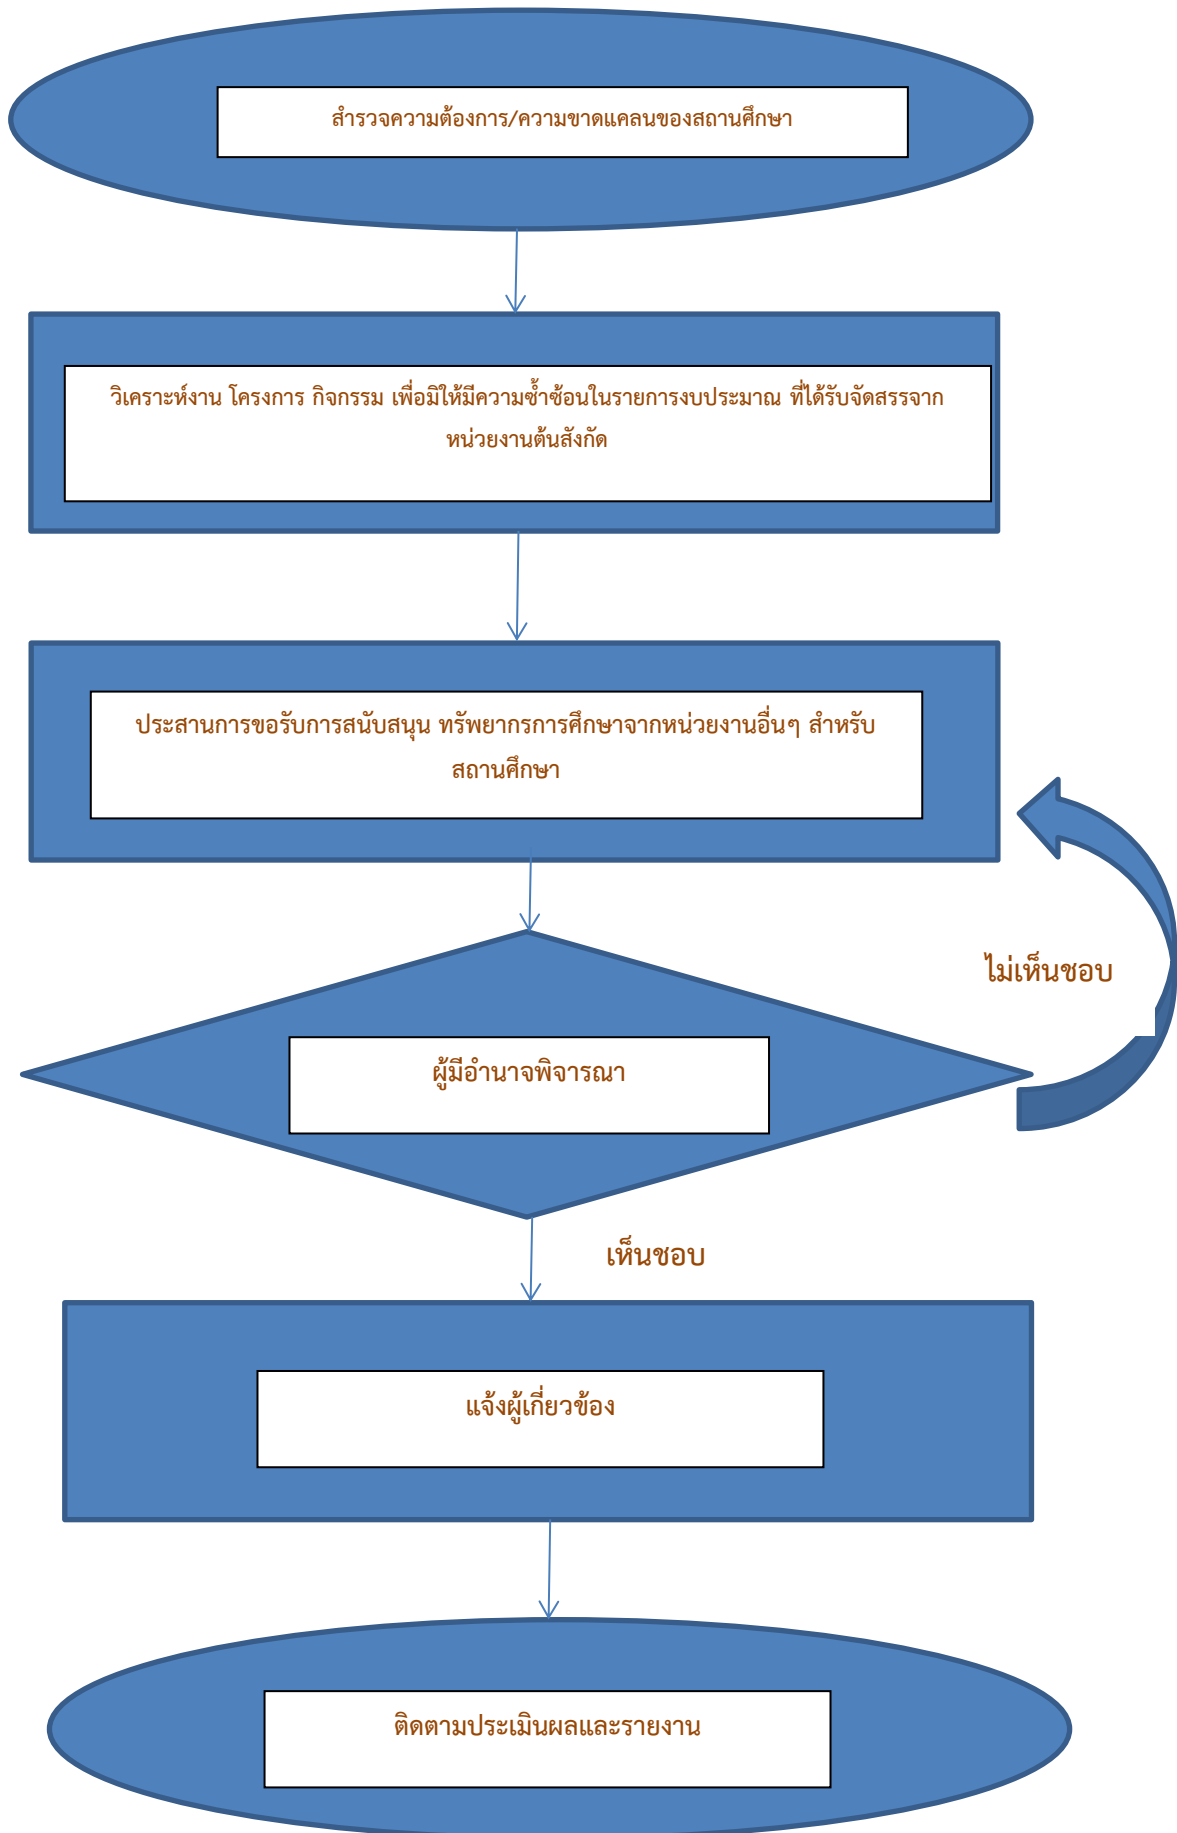 สำรวจความต้องการ/ความขาดแคลนของสถานศึกษา
วิเคราะห์งาน โครงการ กิจกรรม เพื่อมิให้มีความซ้ำซ้อนในรายการงบประมาณ ที่ได้รับจัดสรรจาก
หน่วยงานต้นสังกัด
ประสานการขอรับการสนับสนุน ทรัพยากรการศึกษาจากหน่วยงานอื่นๆ สำหรับ
สถานศึกษา
ไม่เห็นชอบ
ผู้มีอำนาจพิจารณา
เห็นชอบ
แจ้งผู้เกี่ยวข้อง
ติดตามประเมินผลและรายงาน